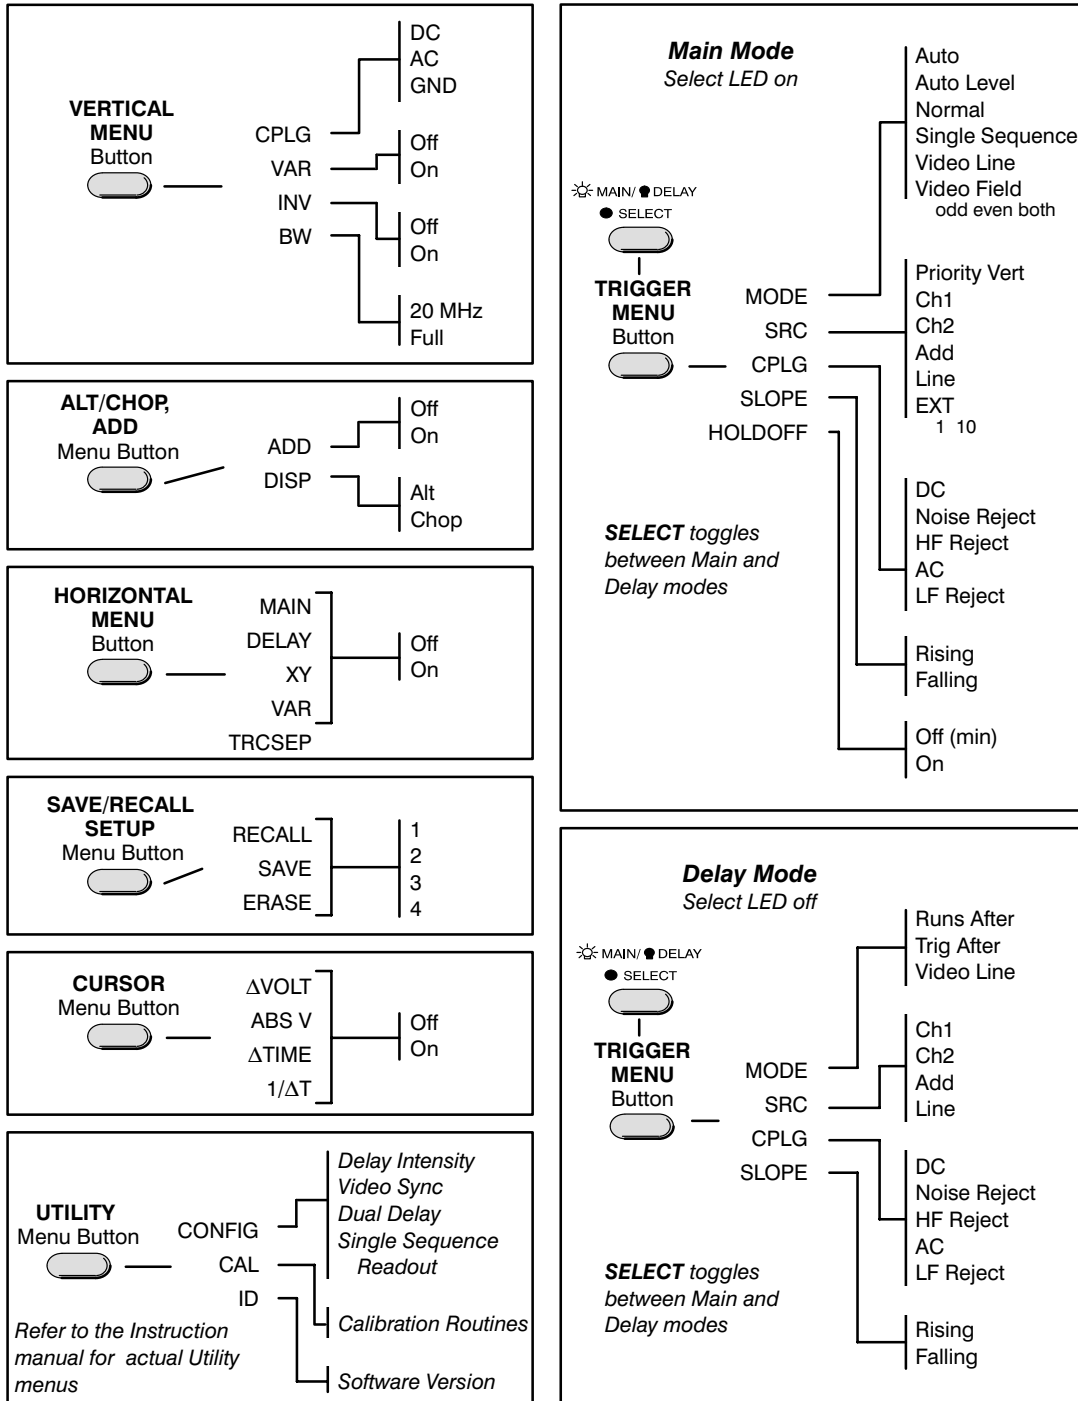 VERTICAL
MENU
Button
CPLG
VAR
INV
BW
DC
AC
GND
Off
On
Off
On
20 MHz
Full
ALT/CHOP,
ADD
Menu Button
ADD
DISP
Off
On
Alt
Chop
HORIZONTAL
MENU
Button
MAIN
DELAY
XY
VAR
TRCSEP
Off
On
SAVE/RECALL
SETUP
Menu Button
RECALL
SAVE
ERASE
1
2
3
4
CURSOR
Menu Button
ΔVOLT
ABS V
ΔTIME
1/ΔT
Off
On
UTILITY
Menu Button
CONFIG
CAL
ID
Delay Intensity
Video Sync
Dual Delay
Single Sequence
Readout
Calibration Routines
Software Version
Refer to the Instruction
manual for actual Utility
menus
Main Mode
Select LED on
MAIN/ DELAY
SELECT
TRIGGER
MENU
Button
MODE
SRC
CPLG
SLOPE
HOLDOFF
Auto
Auto Level
Normal
Single Sequence
Video Line
Video Field
odd even both
Priority Vert
Ch1
Ch2
Add
Line
EXT
1 10
DC
Noise Reject
HF Reject
AC
LF Reject
Rising
Falling
Off (min)
On
SELECT toggles
between Main and
Delay modes
Delay Mode
Select LED off
MAIN/ DELAY
SELECT
TRIGGER
MENU
Button
MODE
SRC
CPLG
SLOPE
Runs After
Trig After
Video Line
Ch1
Ch2
Add
Line
DC
Noise Reject
HF Reject
AC
LF Reject
Rising
Falling
SELECT toggles
between Main and
Delay modes